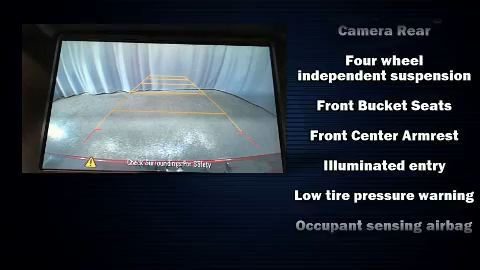 Camera Rear
Four wheel
independent suspension
Front Bucket Seats
Front Center Armrest
Illuminated entry
Low tire pressure warning
Occupant sensing airbag
Check Surroundings For Safety